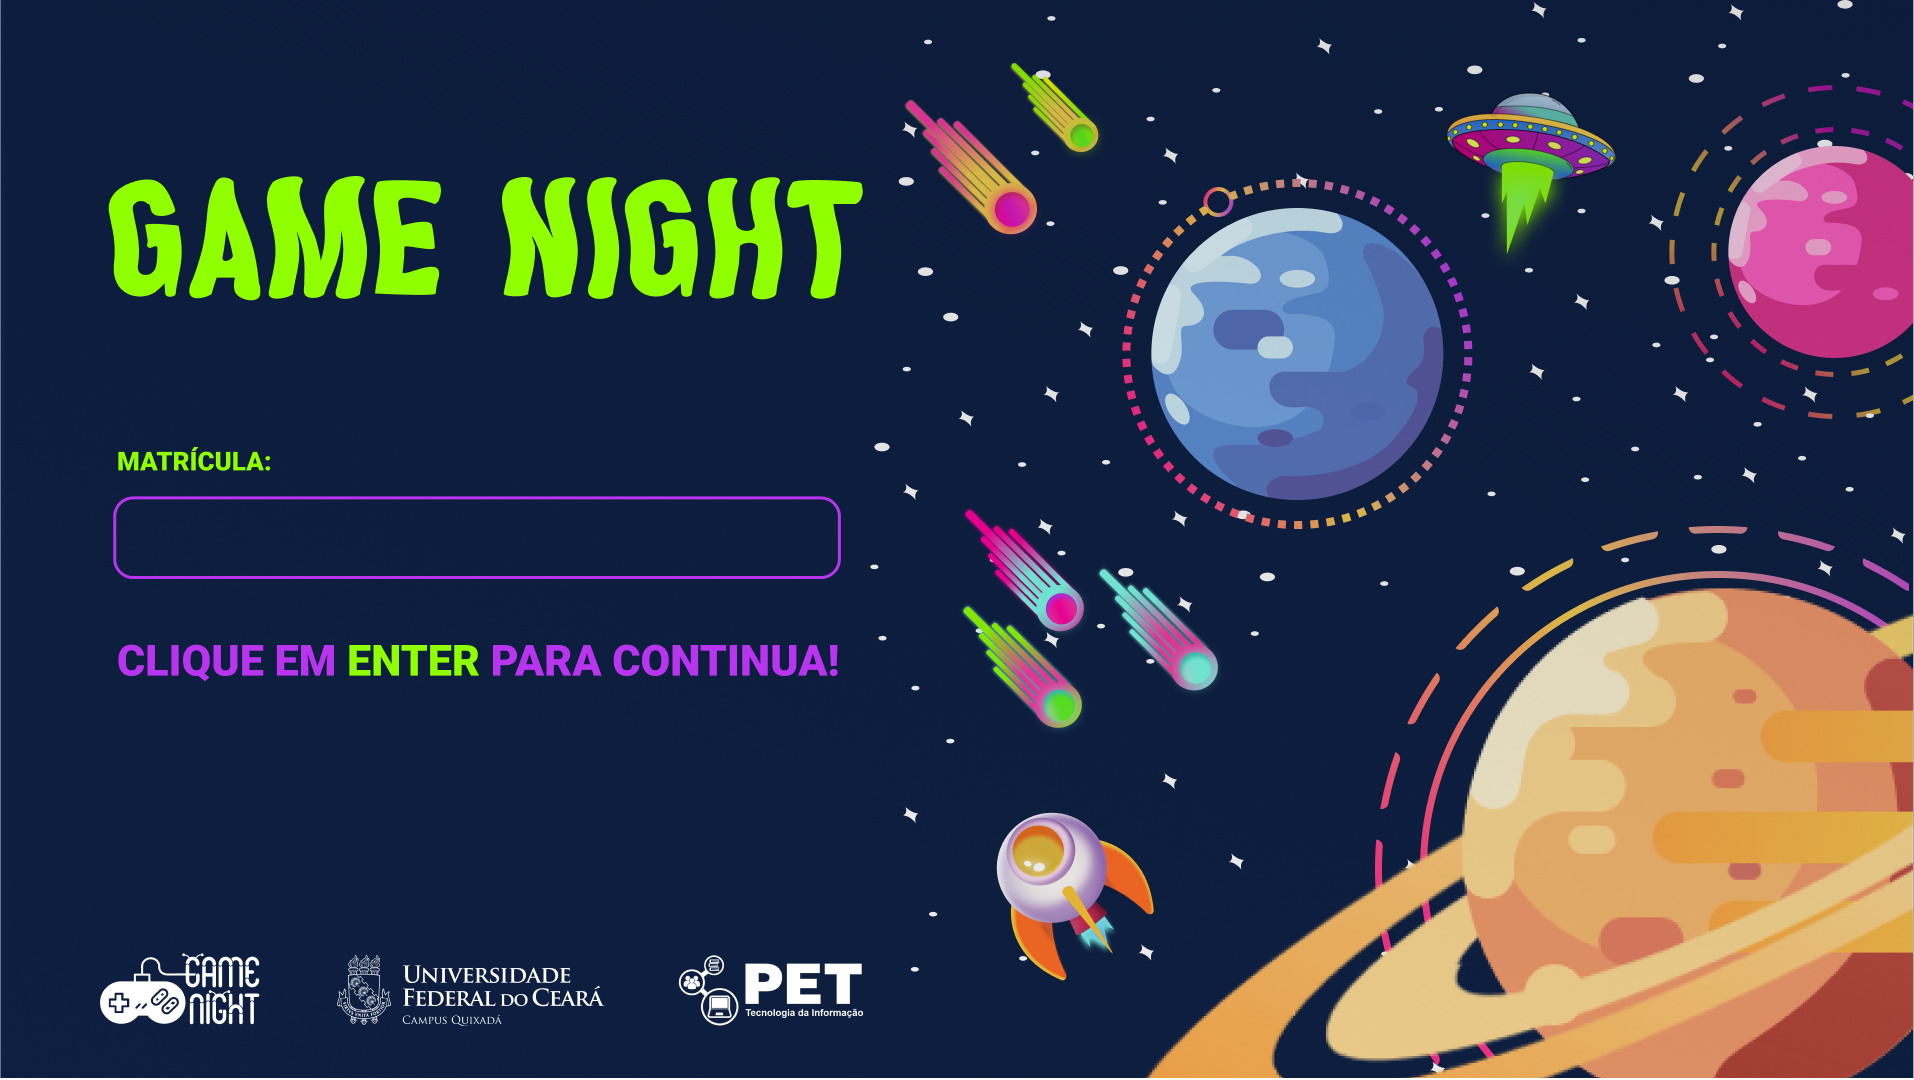 GAME NIGHT
MATRÍCULA:
CLIQUE EM ENTER PARA CONTINUA!
GAME
NIGHT
UNIVERSIDADE
FEDERAL DO CEARÁ
CAMPUS QUIXADÁ
PET
Tecnologia da Informação